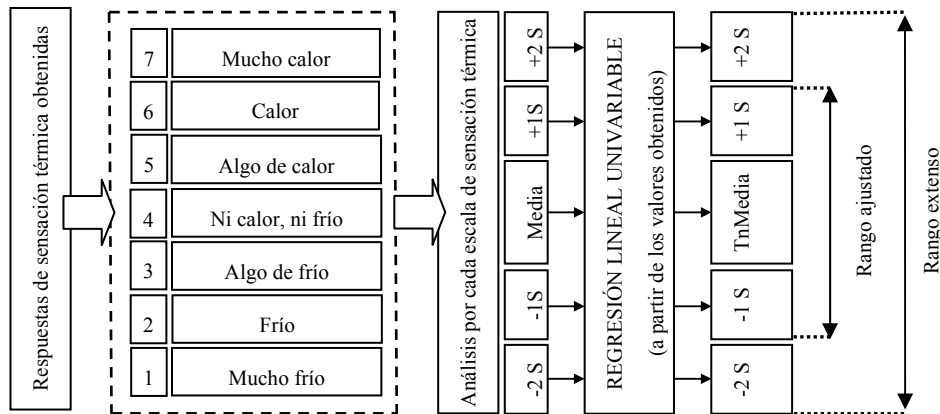 Respuestas de sensación térmica obtenidas
7 Mucho calor
6 Calor
5 Algo de calor
4 Ni calor, ni frío
3 Algo de frío
2 Frío
1 Mucho frío
Análisis por cada escala de sensación térmica
+2 S
+1S
Media
-1S
-2 S
REGRESIÓN LINEAL UNIVARIABLE
(a partir de los valores obtenidos)
+2 S
+1 S
TnMedia
-1 S
-2 S
Rango ajustado
Rango extenso